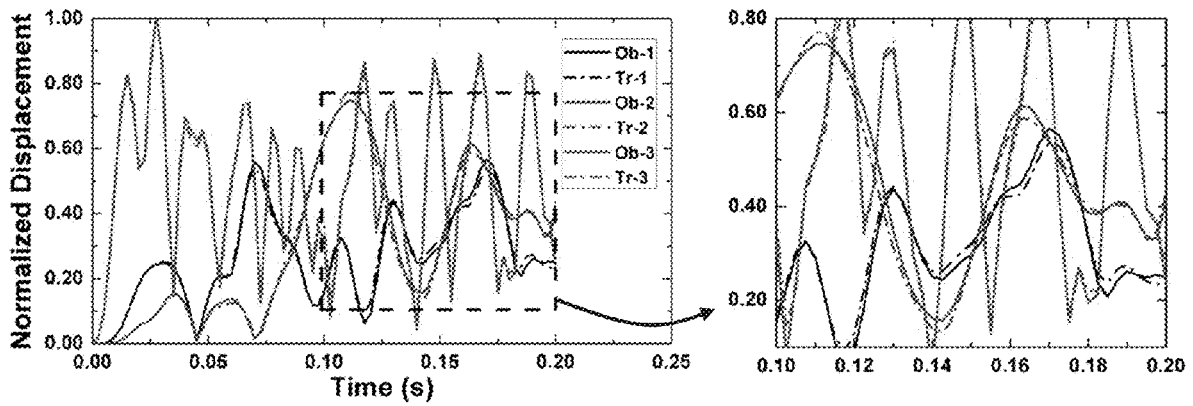 1.00
0.80
0.60
0.40
0.20
0.00
Normalized Displacement
0.00 0.05 0.10 0.15 0.20 0.25
Time (s)
Ob-1
Tr-1
Ob-2
Tr-2
Ob-3
Tr-3
0.80
0.60
0.40
0.20
0.10 0.12 0.14 0.16 0.18 0.20